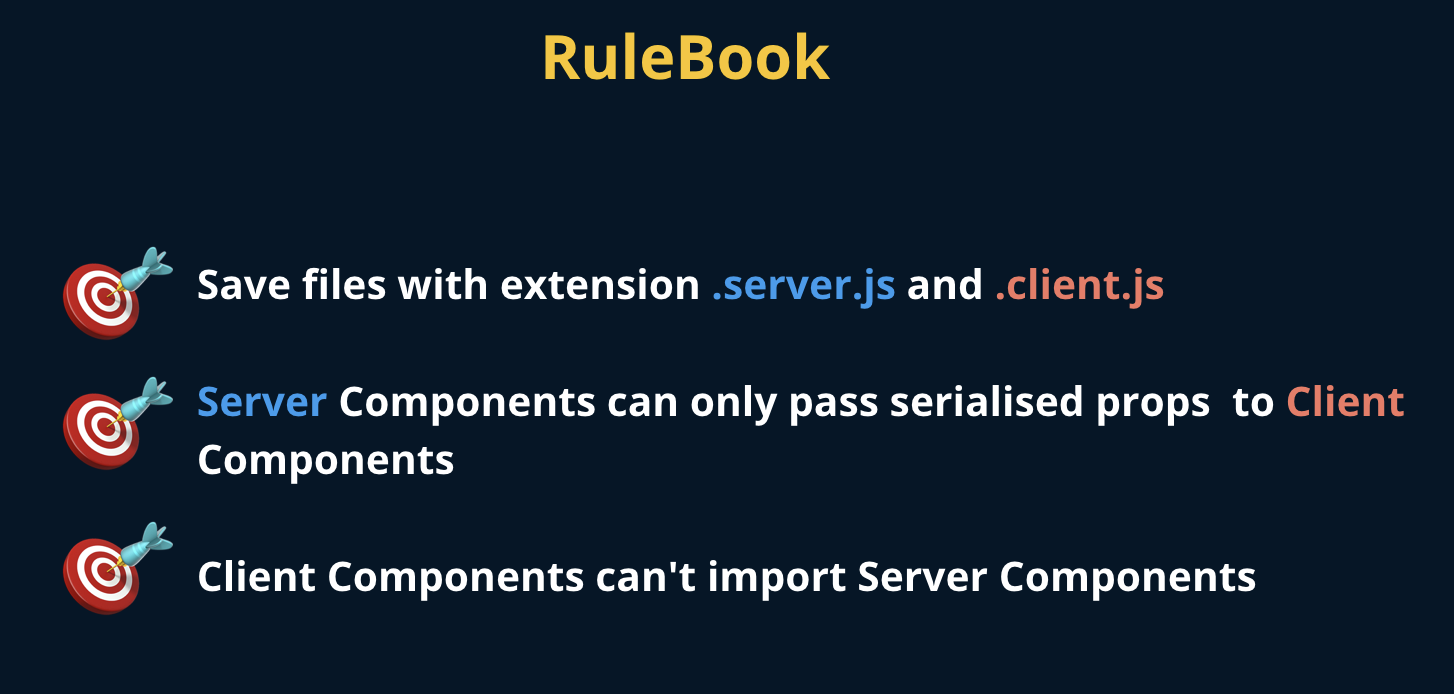 RuleBook
Save files with extension .server.js and .client.js
Server Components can only pass serialised props  to Client
Components
Client Components can't import Server Components